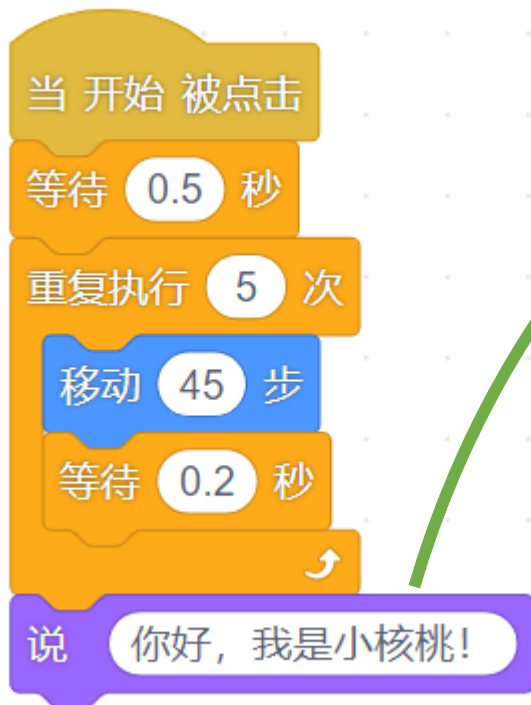 当 开始 被点击
等待 0.5 秒
重复执行 5 次
移动 45 步
等待 0.2 秒
说 你好，我是小核桃！